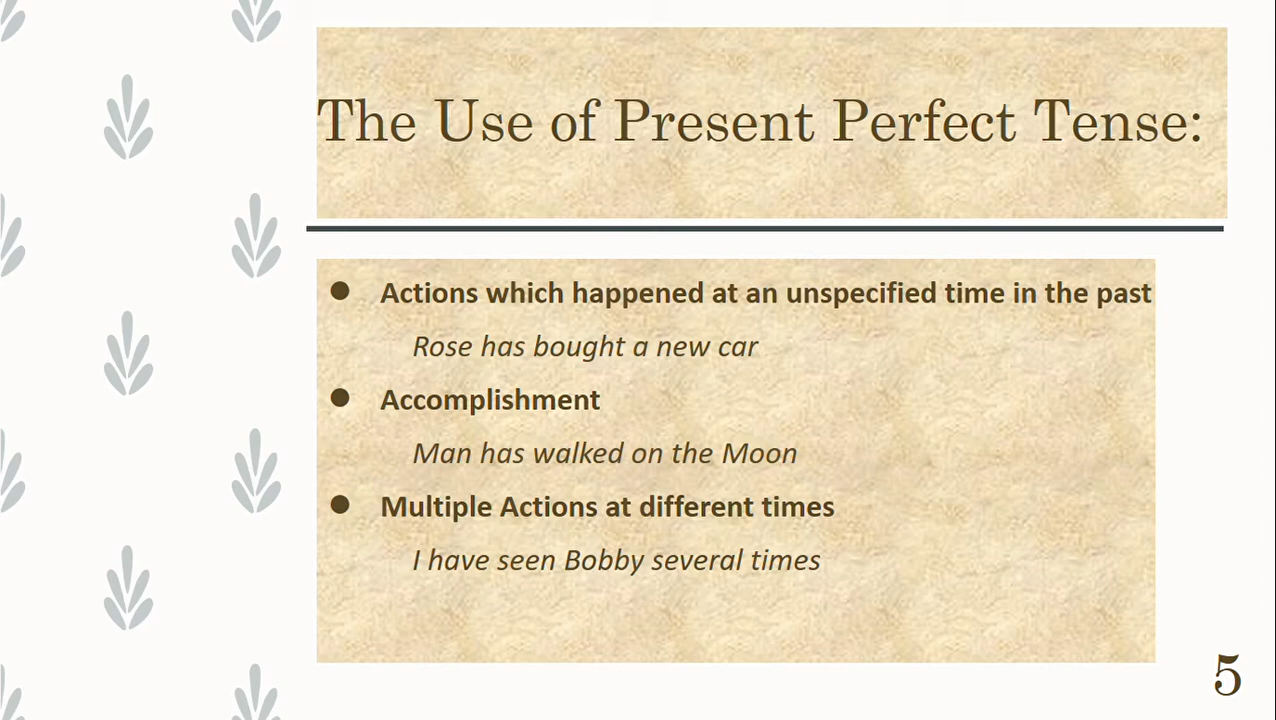 The Use of Present Perfect Tense:
● Actions which happened at an unspecified time in the past
Rose has bought a new car
● Accomplishment
Man has walked on the Moon
● Multiple Actions at different times
I have seen Bobby several times
5